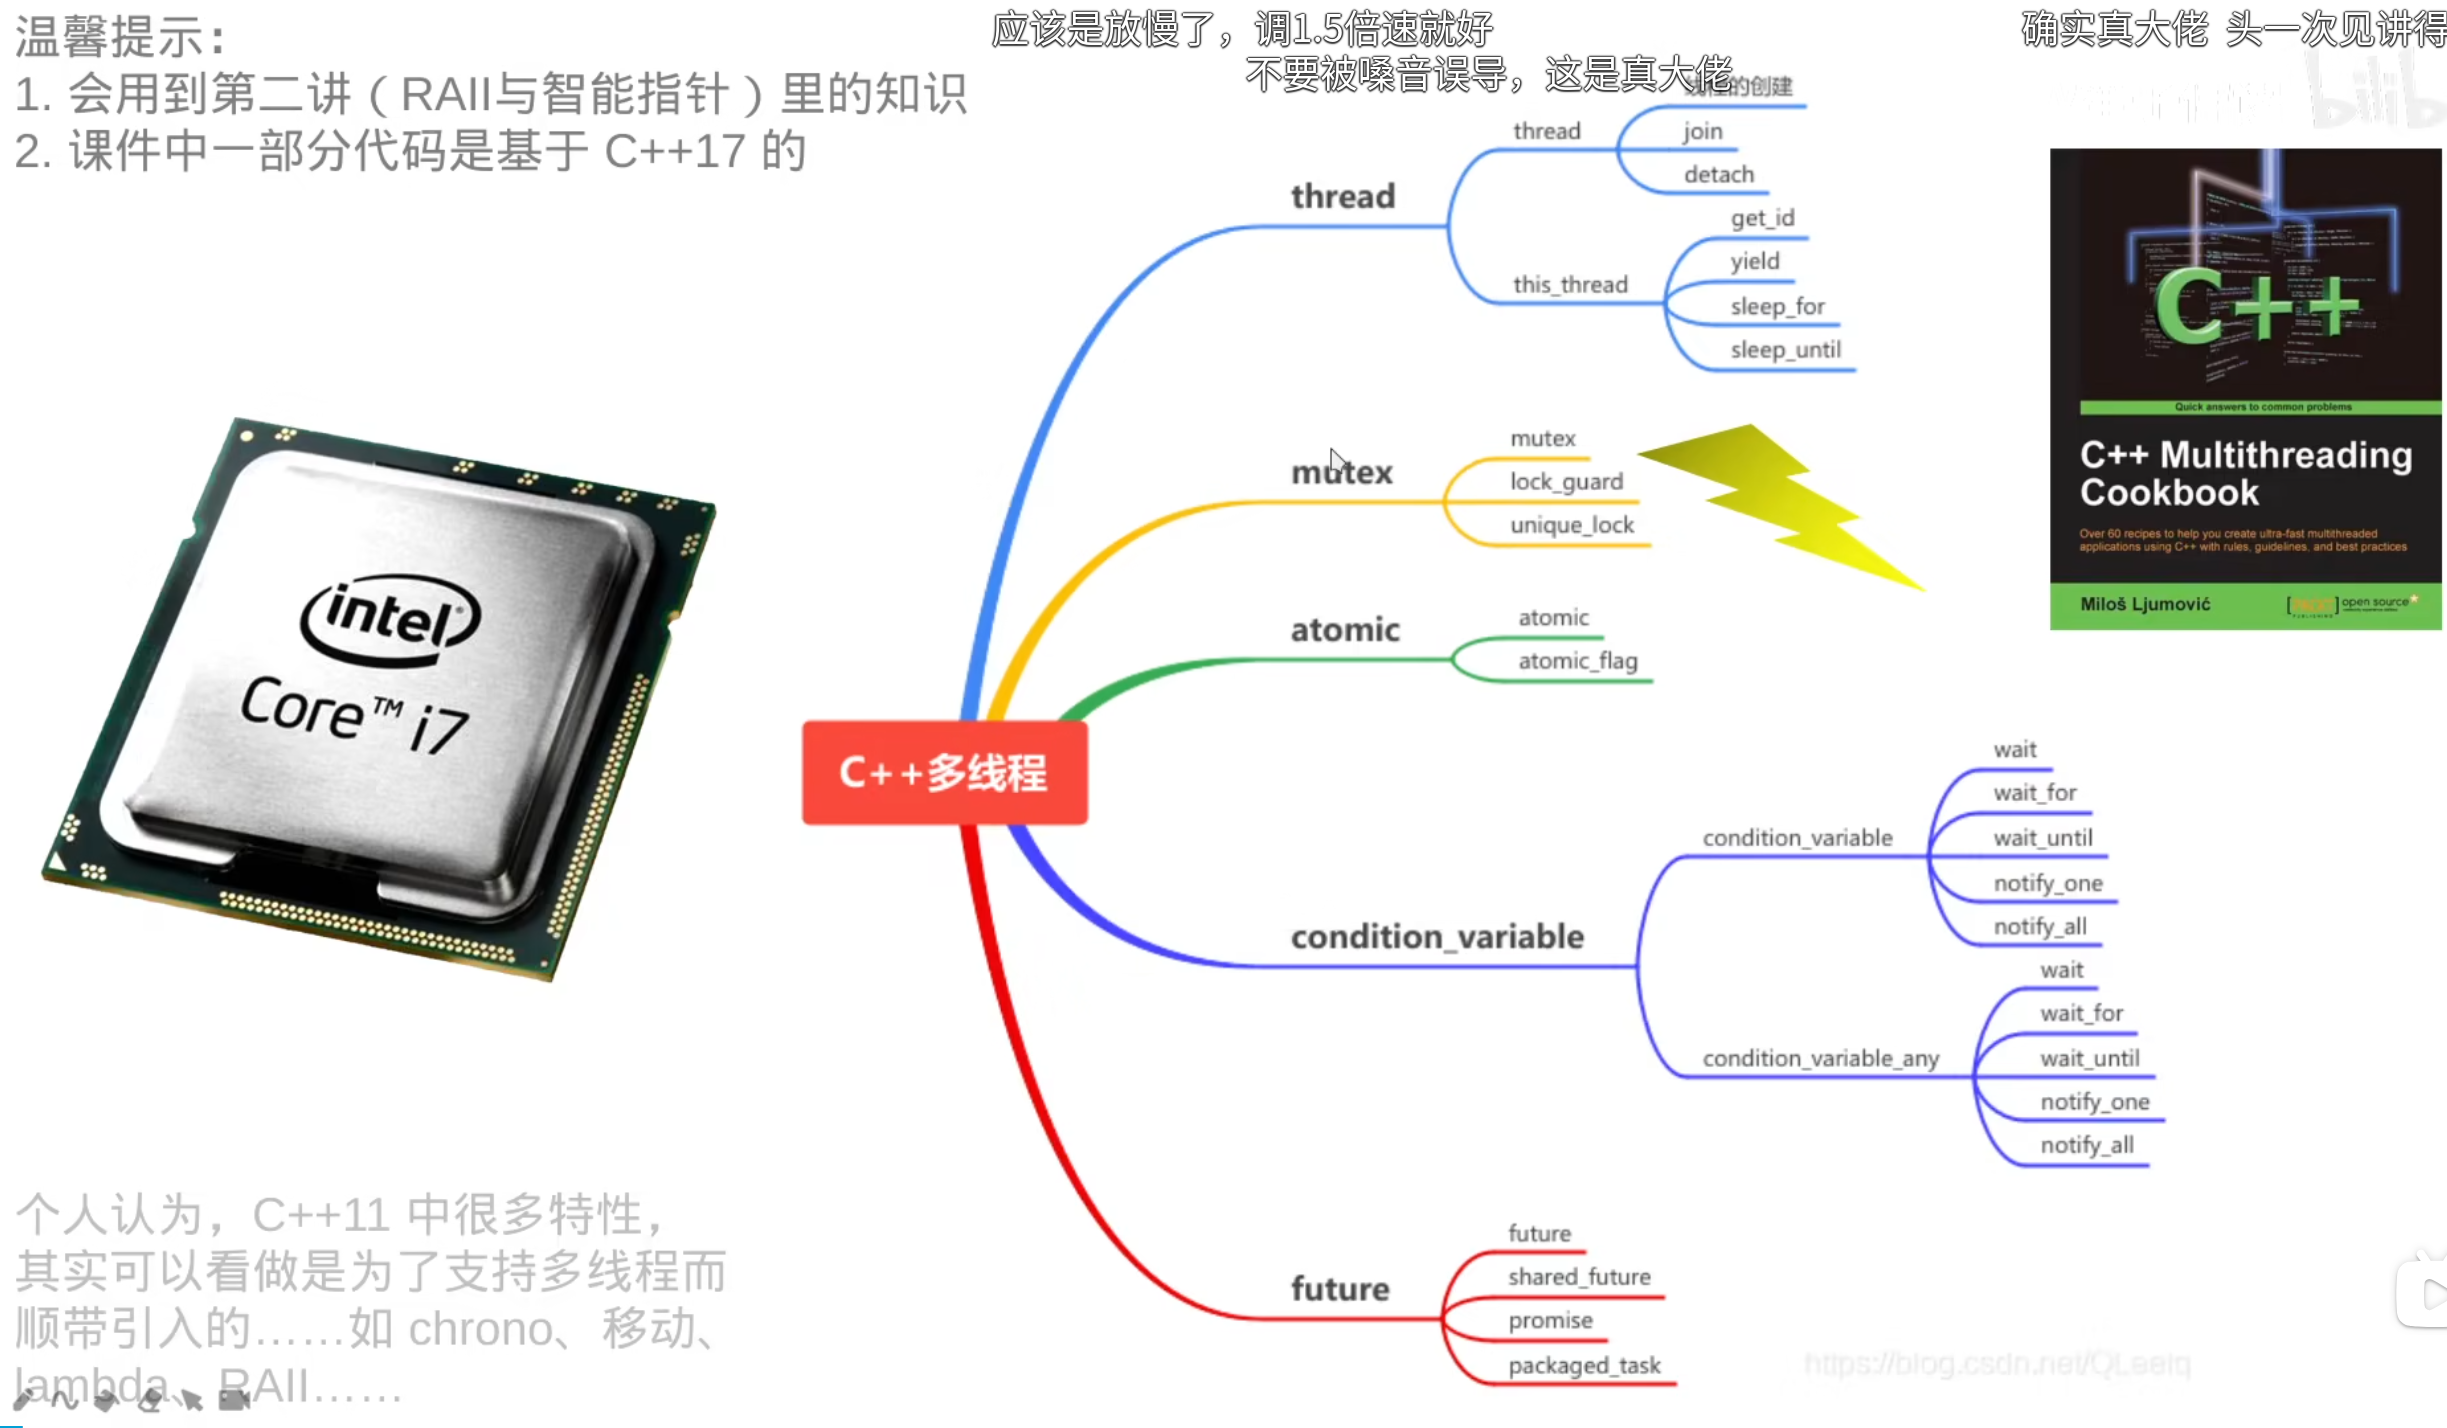 温馨提示：
1. 会用到第二讲（RAII与智能指针）里的知识
2. 课件中一部分代码是基于 C++17 的
应该是放慢了，调1.5倍速就好
不要被嗓音误导，这是真大佬
确实真大佬 头一次见讲得
bilib
的创建
thread
join
detach
thread
get_id
yield
this_thread
sleep_for
sleep_until
mutex
mutex
lock_guard
unique_lock
atomic
atomic
atomic_flag
C++多线程
wait
wait_for
condition_variable
wait_until
notify_one
notify_all
condition_variable
wait
wait_for
condition_variable_any
wait_until
notify_one
notify_all
future
shared_future
future
promise
packaged_task
intel®
Core™ i7
C++
Quick answers to common problems
C++ Multithreading
Cookbook
Over 60 recipes to help you create ultra-fast multithreaded
applications using C++ with rules, guidelines, and best practices
Miloš Ljumović
open source
个人认为，C++11 中很多特性，
其实可以看做是为了支持多线程而
顺带引入的……如 chrono、移动、
lambda、RAII……